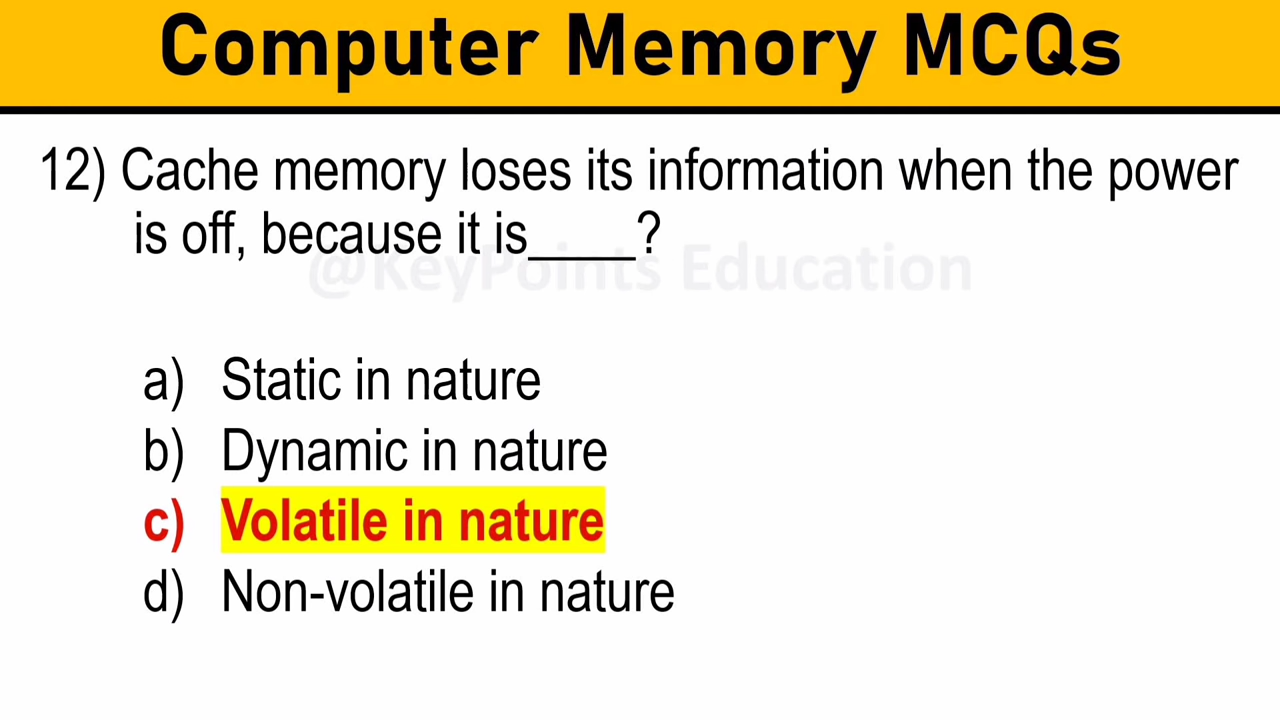 Computer Memory MCQs
12) Cache memory loses its information when the power
is off, because it is____?
@KeyPoints Education
a) Static in nature
b) Dynamic in nature
c) Volatile in nature
d) Non-volatile in nature